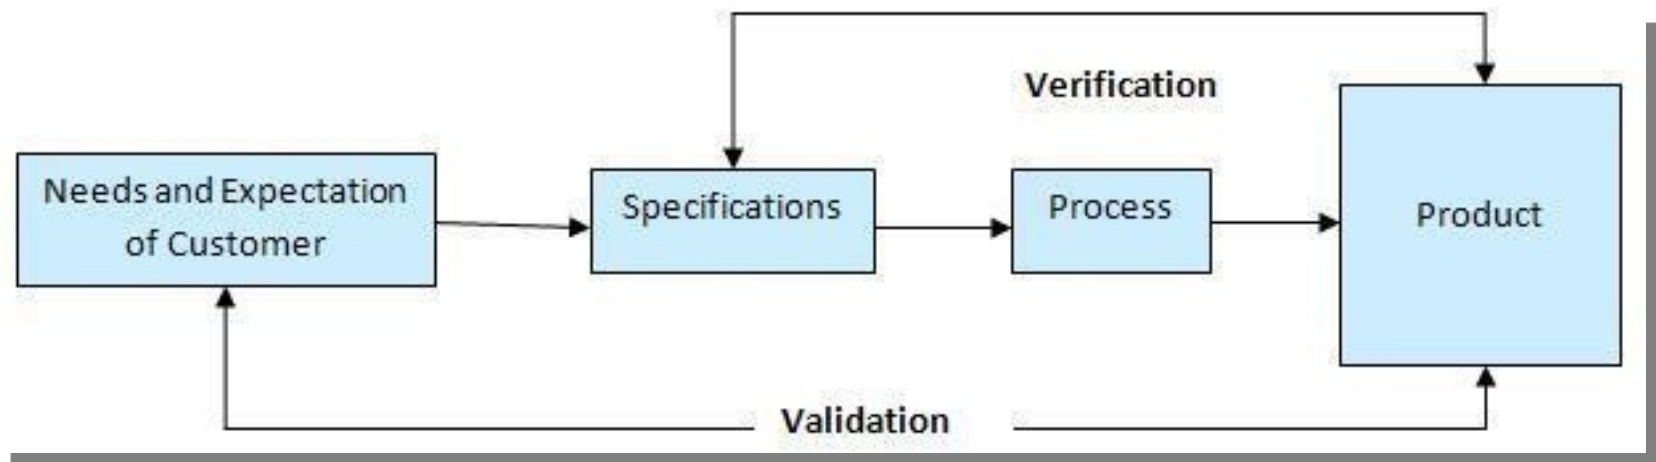 Verification
Needs and Expectation
of Customer
Specifications
Process
Product
Validation